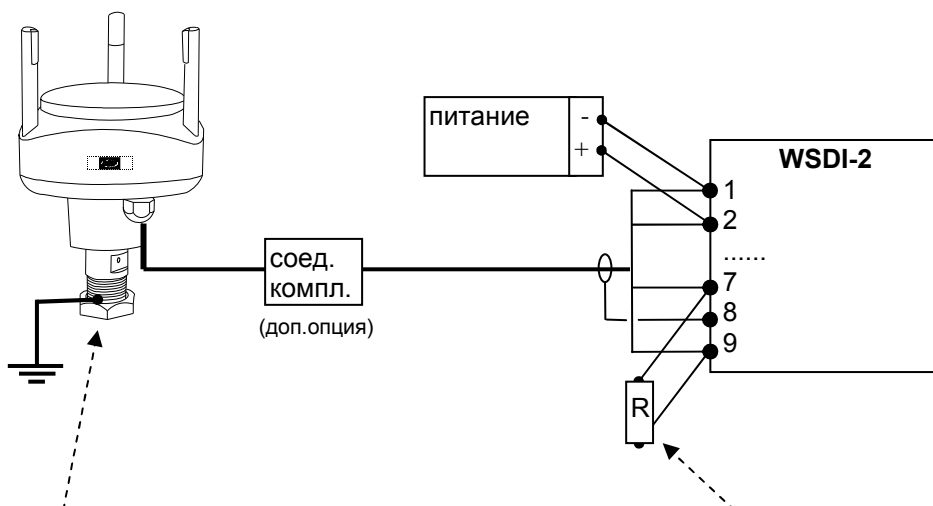 питание
-
+
WSDI-2
1
2
......
7
8
9
соед.
компл.
(доп.опция)
R